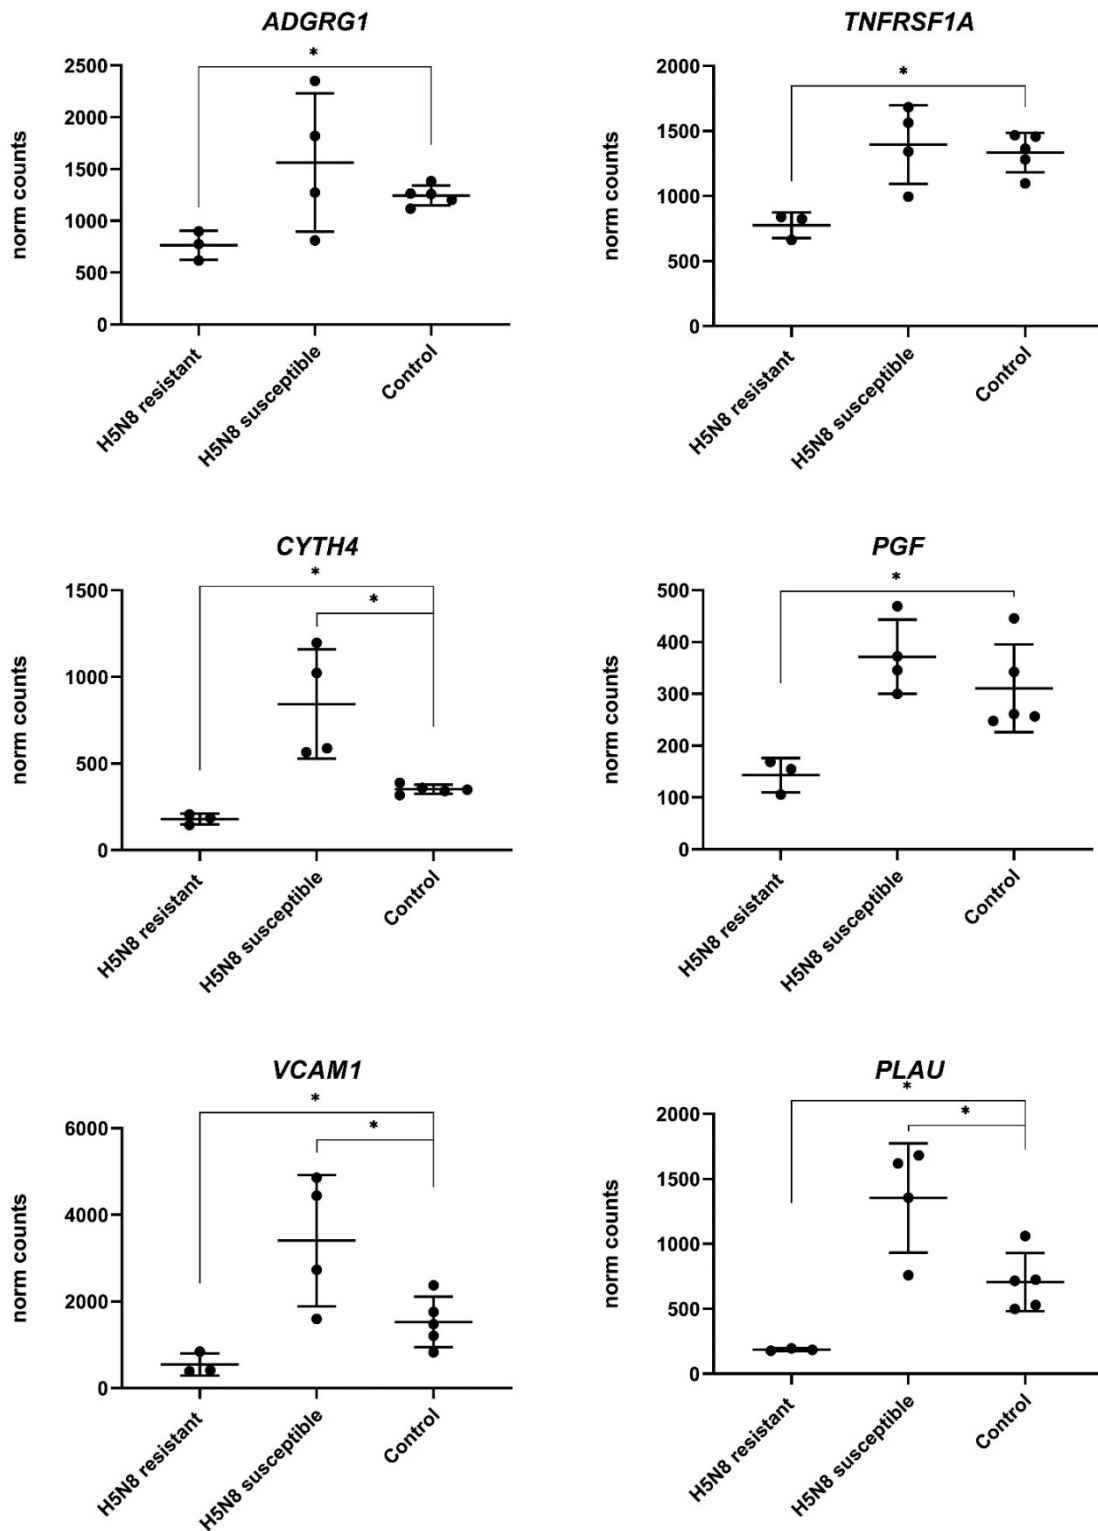 ADGRG1
*
norm counts
2500
2000
1500
1000
500
0
H5N8 resistant
H5N8 susceptible
Control
TNFRSF1A
*
norm counts
2000
1500
1000
500
0
H5N8 resistant
H5N8 susceptible
Control
CYTH4
*
*
norm counts
1500
1000
500
0
H5N8 resistant
H5N8 susceptible
Control
PGF
*
norm counts
500
400
300
200
100
0
H5N8 resistant
H5N8 susceptible
Control
VCAM1
*
*
norm counts
6000
4000
2000
0
H5N8 resistant
H5N8 susceptible
Control
PLAU
*
*
norm counts
2000
1500
1000
500
0
H5N8 resistant
H5N8 susceptible
Control